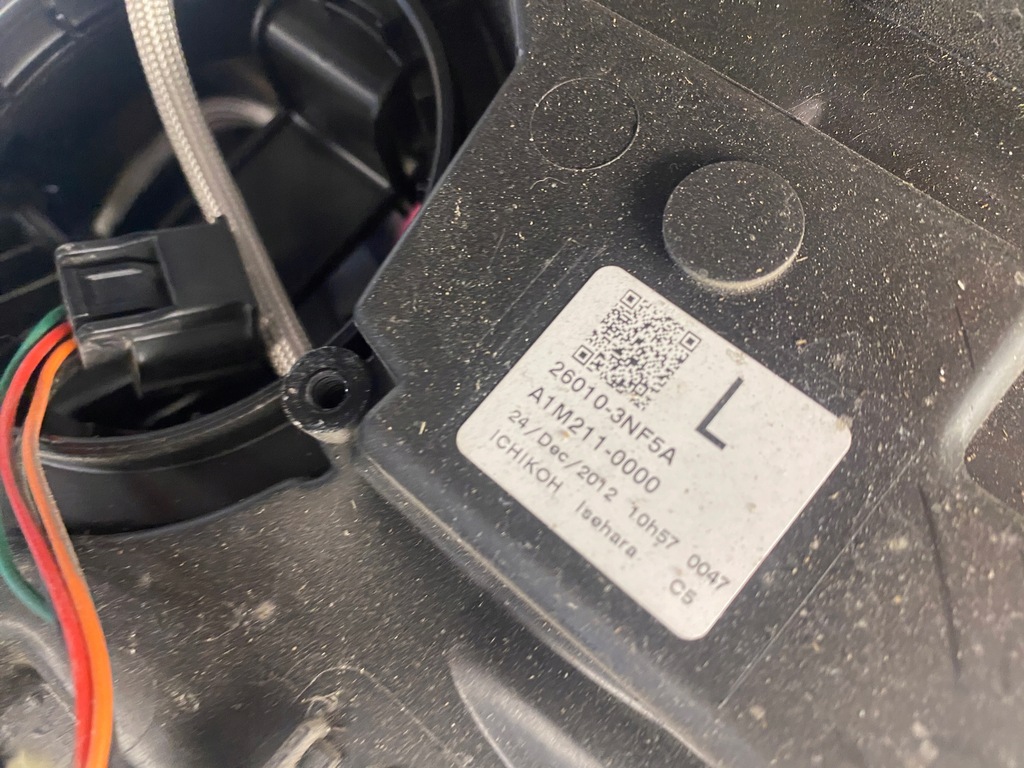 L
26010-3NF5A
A1M211-0000
24/Dec/2012 10h57 0047
ICHIKOH Isehara C5